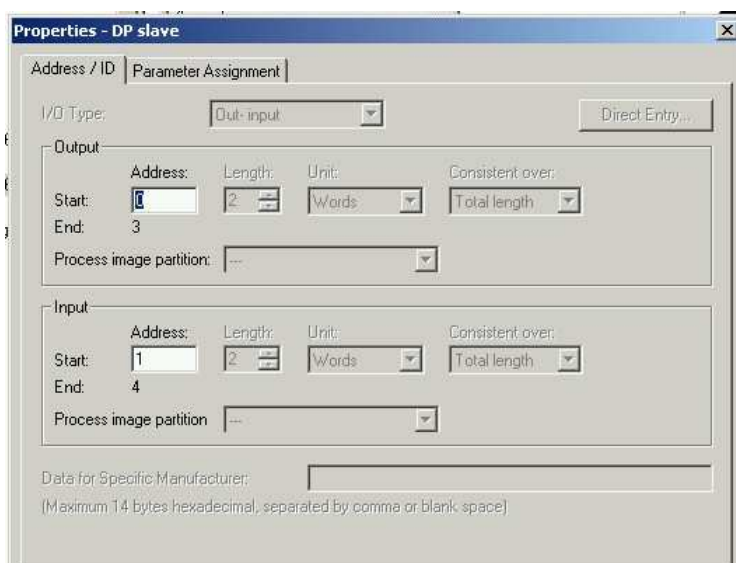 Properties - DP slave
Address / ID Parameter Assignment
I/O Type: Out- input Direct Entry...
Output
Address: Length: Unit: Consistent over:
Start: 0 2 Words Total length
End: 3
Process image partition: ---
Input
Address: Length: Unit: Consistent over:
Start: 1 2 Words Total length
End: 4
Process image partition ---
Data for Specific Manufacturer:
(Maximum 14 bytes hexadecimal, separated by comma or blank space)